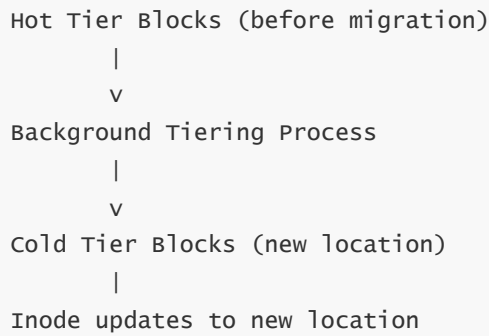 Hot Tier Blocks (before migration)
|
v
Background Tiering Process
|
v
Cold Tier Blocks (new location)
|
Inode updates to new location